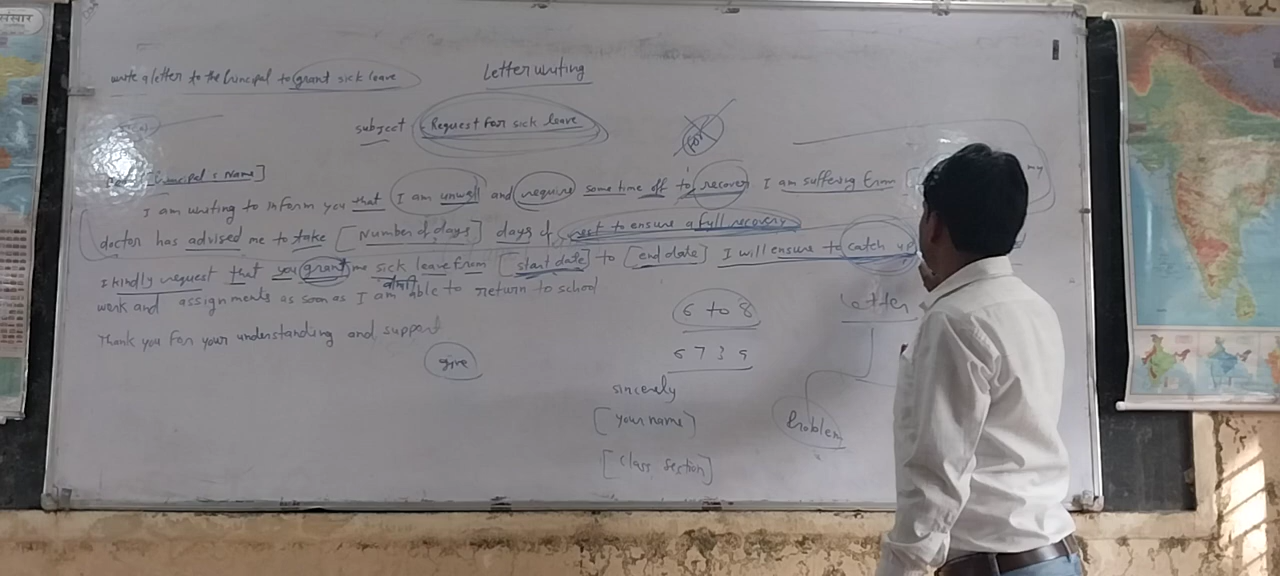 संस्कार
Letter writing
write a letter to the Principal to grant sick leave
subject : Request for sick leave
for
[Principal's Name]
I am writing to inform you that I am unwell and require some time off to recover I am suffering from [
my
doctor has advised me to take [Number of days] days of rest to ensure a full recovery
I kindly request that you grant me sick leave from [start date] to [end date] I will ensure to catch up
work and assignments as soon as I am able to return to school
Thank you for your understanding and support
give
6 to 8
letter
Problem
sincerely
[your name]
[class, section]